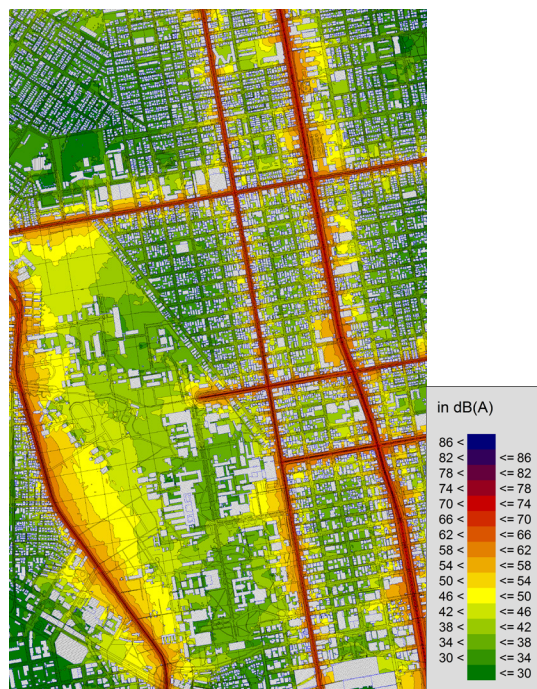 in dB(A)
86 <
82 < <= 86
78 < <= 82
74 < <= 78
70 < <= 74
66 < <= 70
62 < <= 66
58 < <= 62
54 < <= 58
50 < <= 54
46 < <= 50
42 < <= 46
38 < <= 42
34 < <= 38
30 < <= 34
<= 30